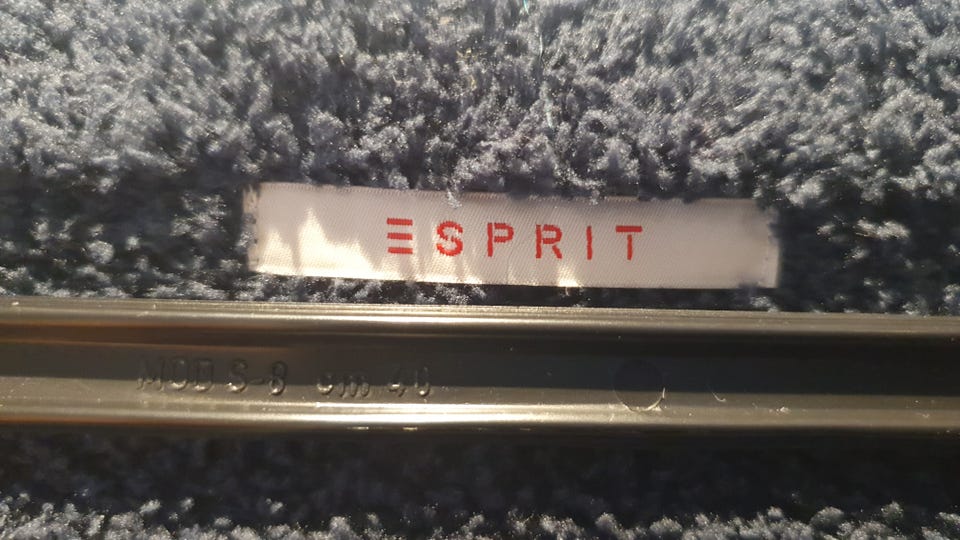 ESPRIT
MOD S-8 cm 40